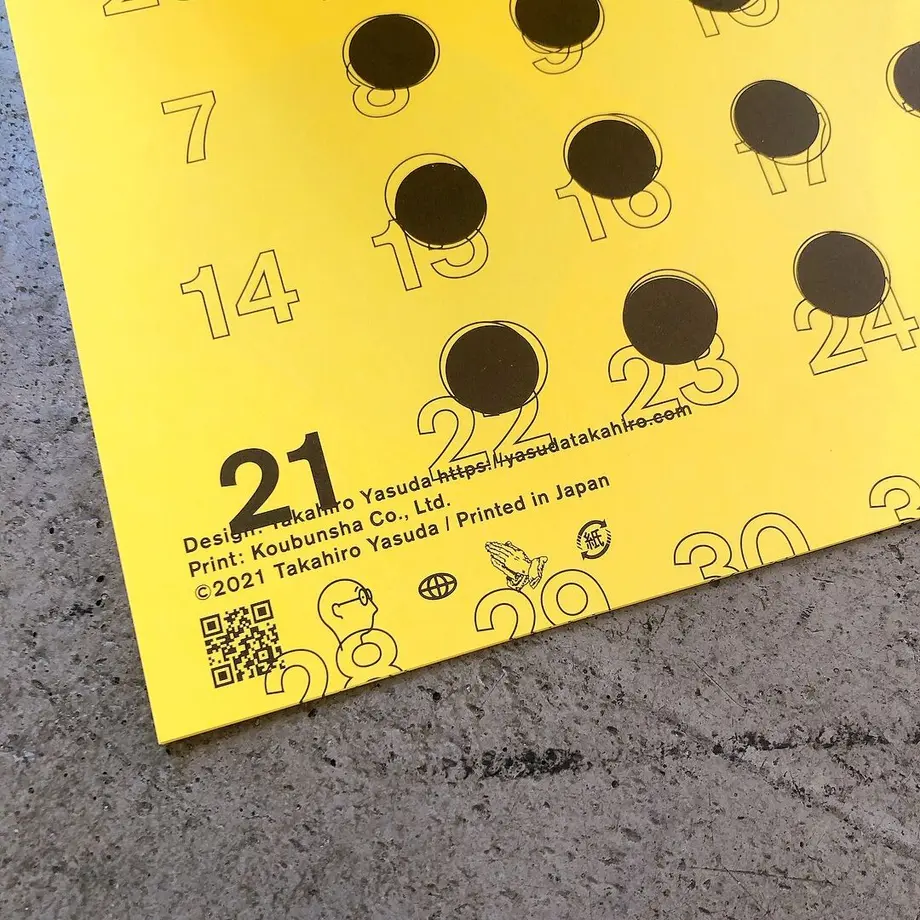 7 8 9 10
14 15 16 17
21 22 23 24
Design: Takahiro Yasuda https://yasudatakahiro.com
Print: Koubunsha Co., Ltd.
©2021 Takahiro Yasuda / Printed in Japan
紙
28 29 30